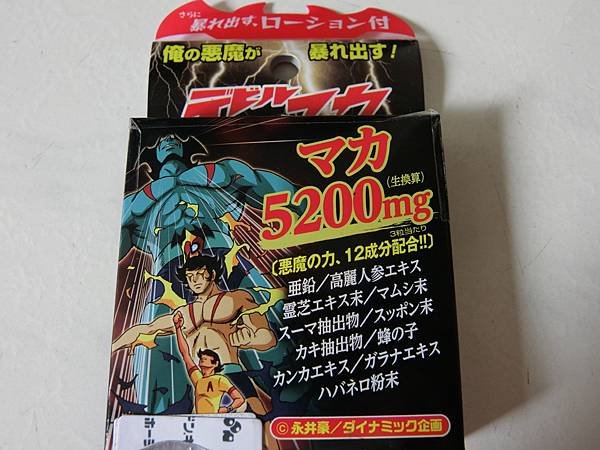 さらに
暴れ出す、ローション付
俺の悪魔が 暴れ出す!
デビルマカ
マカ
5200mg
(生換算)
3粒当たり
〔悪魔の力、12成分配合!!〕
亜鉛/高麗人参エキス
霊芝エキス末/マムシ末
スーマ抽出物/スッポン末
カキ抽出物/蜂の子
カンカエキス/ガラナエキス
ハバネロ粉末
© 永井豪/ダイナミック企画